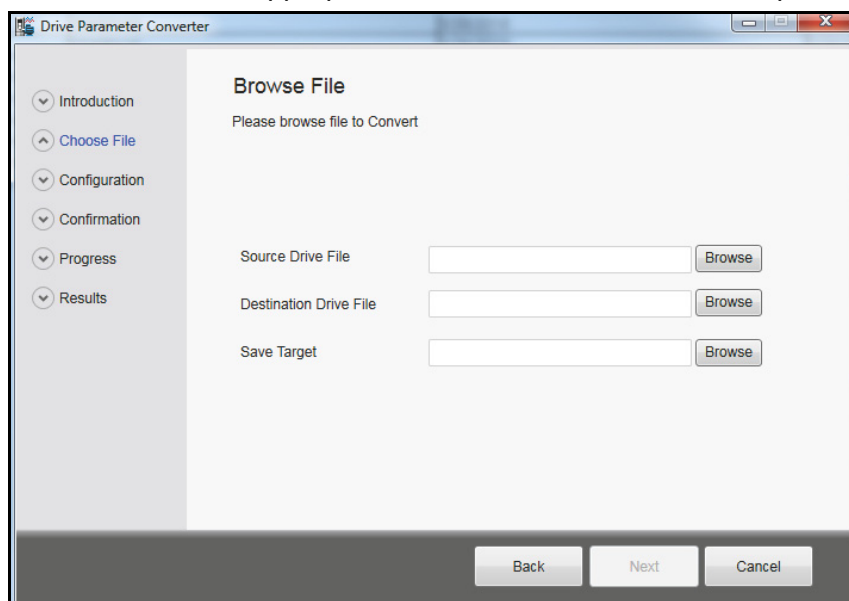 Drive Parameter Converter
Introduction
Choose File
Configuration
Confirmation
Progress
Results
Browse File
Please browse file to Convert
Source Drive File
Browse
Destination Drive File
Browse
Save Target
Browse
Back
Next
Cancel